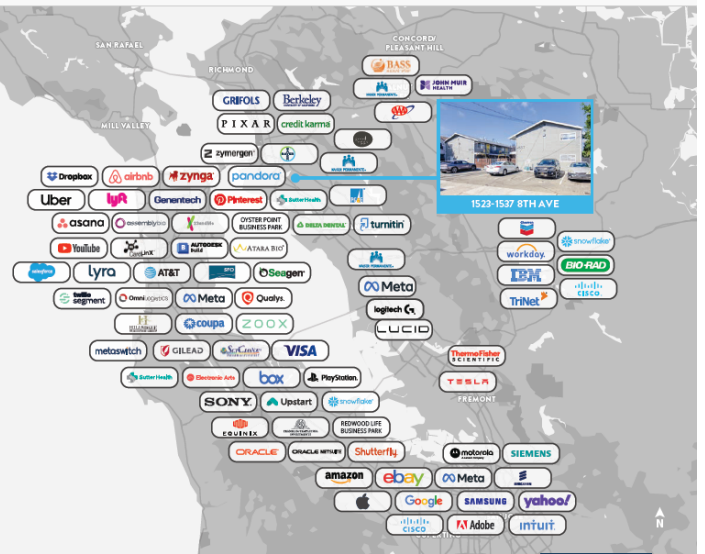 CONCORD/
PLEASANT HILL
SAN RAFAEL
RICHMOND
MILL VALLEY
BASS
JOHN MUIR
HEALTH
GRIFOLS
Berkeley
AAA
PIXAR
credit karma
zymergen
BAYER
KAISER PERMANENTE
Dropbox
airbnb
zynga
pandora
1523-1537 8TH AVE
Uber
lyft
Genentech
Pinterest
Sutter Health
asana
assemblybio
OYSTER POINT
BUSINESS PARK
DELTA DENTAL
turnitin
Chevron
snowflake
YouTube
CareLinX
AUTODESK
Build
ATARA BIO
workday.
BIO-RAD
salesforce
lyra
AT&T
SFO
Seagen
IBM
CISCO
twilio
segment
OmniLogistics
Meta
Qualys.
Meta
TriNet
logitech
coupa
ZOOX
LUCID
metaswitch
GILEAD
VISA
ThermoFisher
SCIENTIFIC
Sutter Health
Electronic Arts
box
PlayStation.
TESLA
FREMONT
SONY
Upstart
snowflake
EQUINIX
REDWOOD LIFE
BUSINESS PARK
ORACLE
ORACLE NETSUITE
Shutterfly
motorola
SIEMENS
amazon
ebay
Meta
Google
SAMSUNG
yahoo!
CISCO
Adobe
intuit
N